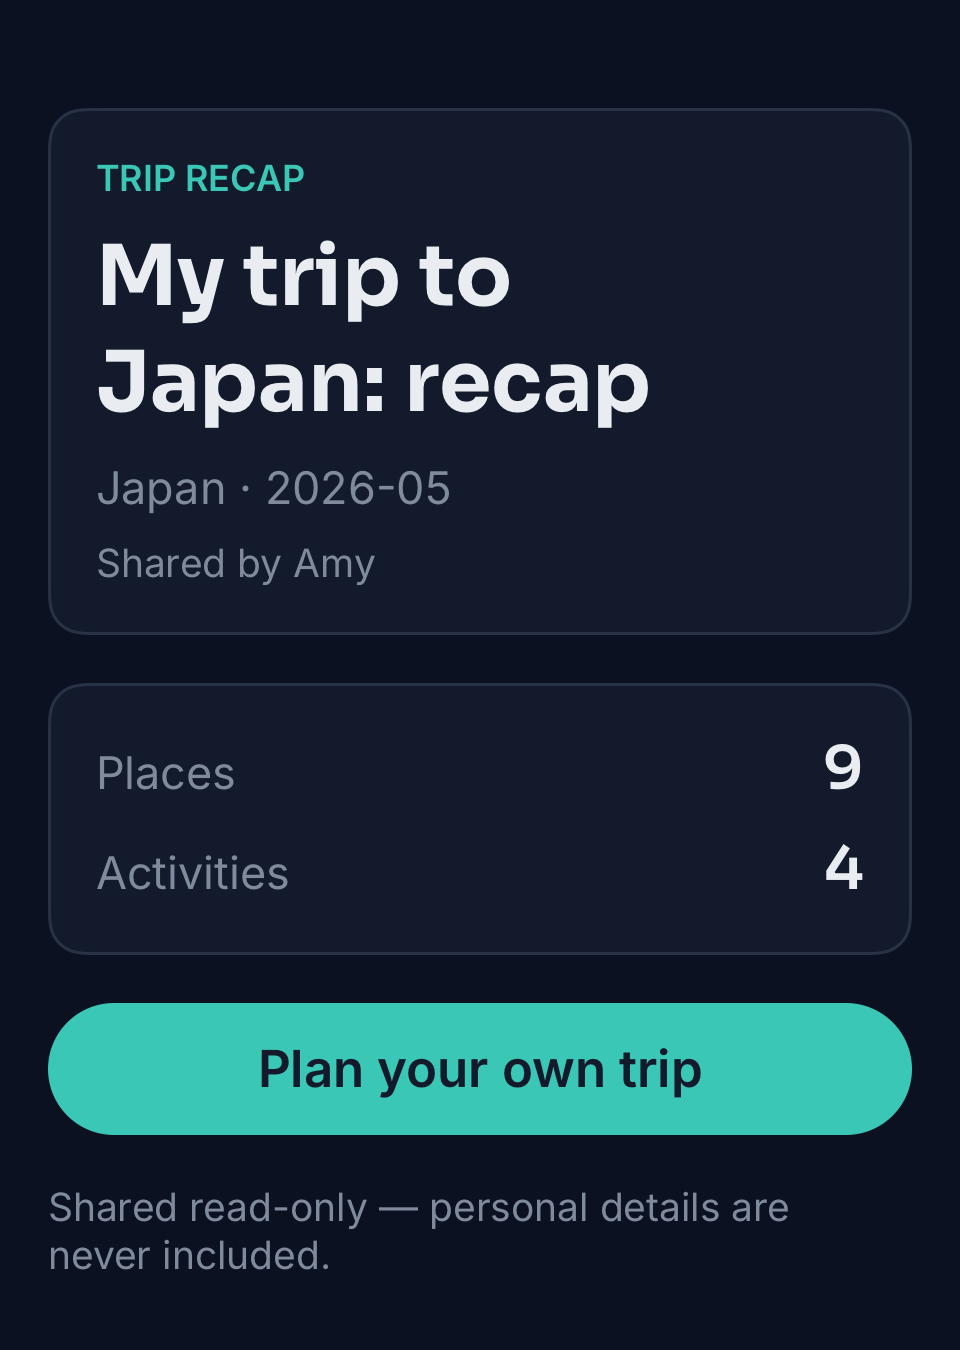 TRIP RECAP
My trip to
Japan: recap
Japan · 2026-05
Shared by Amy
Places 9
Activities 4
Plan your own trip
Shared read-only — personal details are
never included.